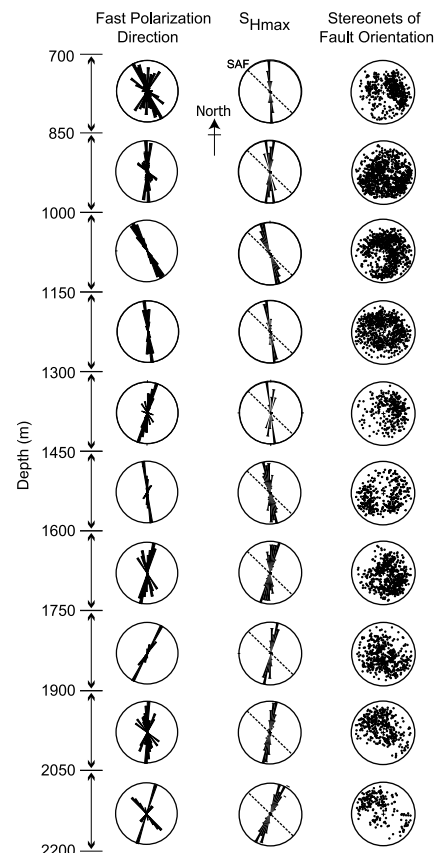 Fast Polarization
Direction
SHmax
Stereonets of
Fault Orientation
700
SAF
North
850
1000
1150
1300
1450
1600
1750
1900
2050
2200
Depth (m)